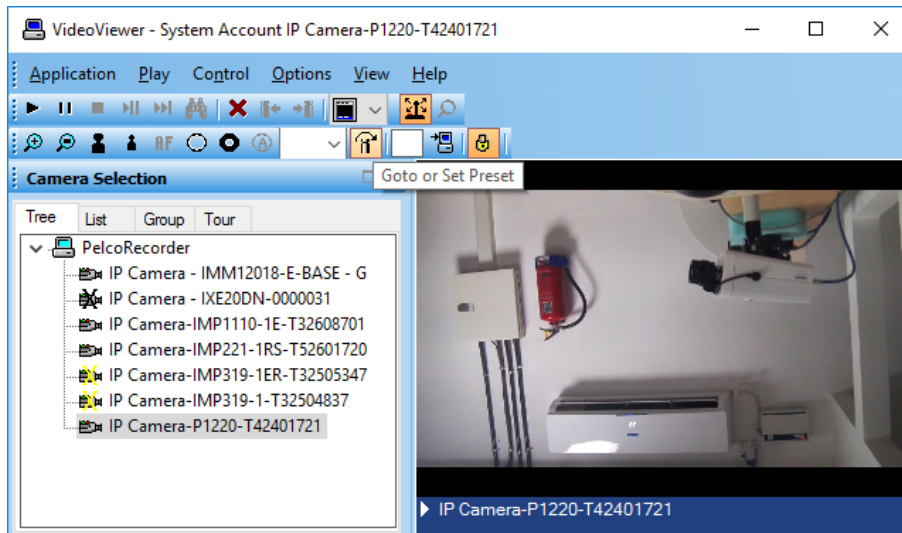 VideoViewer - System Account IP Camera-P1220-T42401721
Application Play Control Options View Help
AF A
Goto or Set Preset
Camera Selection
Tree List Group Tour
PelcoRecorder
IP Camera - IMM12018-E-BASE - G
IP Camera - IXE20DN-0000031
IP Camera-IMP1110-1E-T32608701
IP Camera-IMP221-1RS-T52601720
IP Camera-IMP319-1ER-T32505347
IP Camera-IMP319-1-T32504837
IP Camera-P1220-T42401721
IP Camera-P1220-T42401721